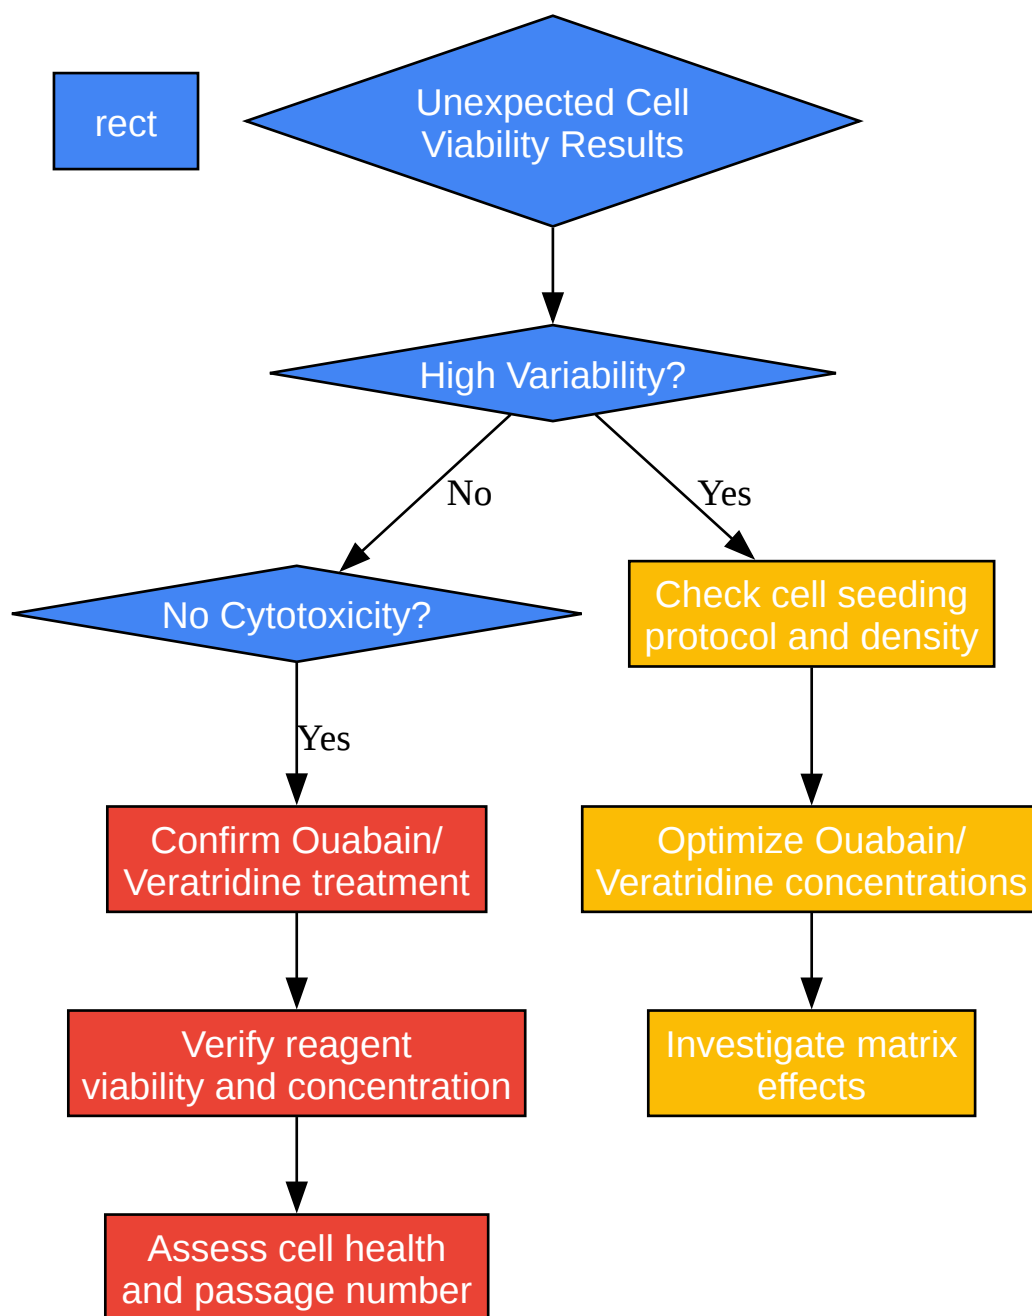 rect
Unexpected Cell
Viability Results
High Variability?
No
Yes
No Cytotoxicity?
Check cell seeding
protocol and density
Yes
Confirm Ouabain/
Veratridine treatment
Optimize Ouabain/
Veratridine concentrations
Verify reagent
viability and concentration
Investigate matrix
effects
Assess cell health
and passage number